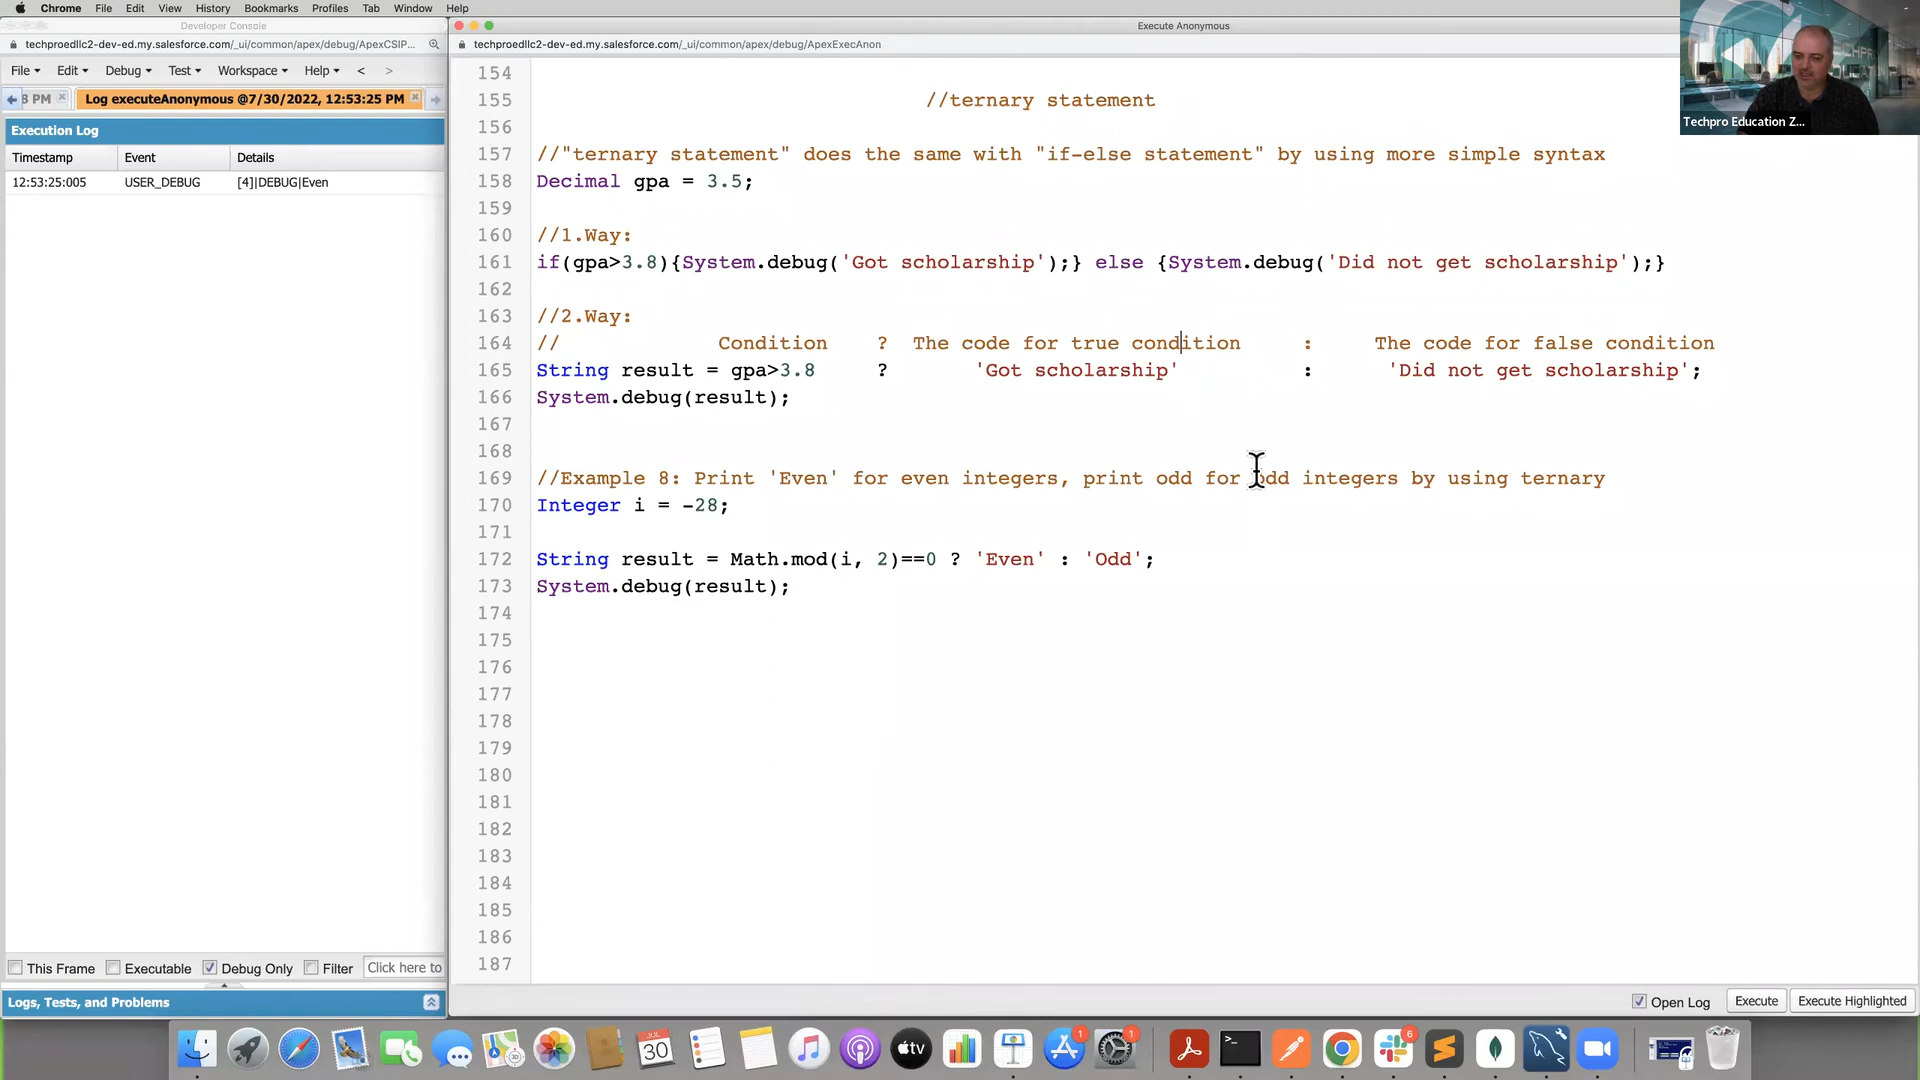 Chrome File Edit View History Bookmarks Profiles Tab Window Help
Developer Console
techproedllc2-dev-ed.my.salesforce.com/_ui/common/apex/debug/ApexCSIP...
File Edit Debug Test Workspace Help < >
8 PM Log executeAnonymous @7/30/2022, 12:53:25 PM
Execution Log
Timestamp Event Details
12:53:25:005 USER_DEBUG [4]|DEBUG|Even
This Frame Executable Debug Only Filter Click here to
Logs, Tests, and Problems
Execute Anonymous
techproedllc2-dev-ed.my.salesforce.com/_ui/common/apex/debug/ApexExecAnon
154
155 //ternary statement
156
157 //"ternary statement" does the same with "if-else statement" by using more simple syntax
158 Decimal gpa = 3.5;
159
160 //1.Way:
161 if(gpa>3.8){System.debug('Got scholarship');} else {System.debug('Did not get scholarship');}
162
163 //2.Way:
164 // Condition ? The code for true condition : The code for false condition
165 String result = gpa>3.8 ? 'Got scholarship' : 'Did not get scholarship';
166 System.debug(result);
167
168
169 //Example 8: Print 'Even' for even integers, print odd for odd integers by using ternary
170 Integer i = -28;
171
172 String result = Math.mod(i, 2)==0 ? 'Even' : 'Odd';
173 System.debug(result);
174
175
176
177
178
179
180
181
182
183
184
185
186
187
Open Log Execute Execute Highlighted
Techpro Education Z...
JUL
30
tv
1
1
6